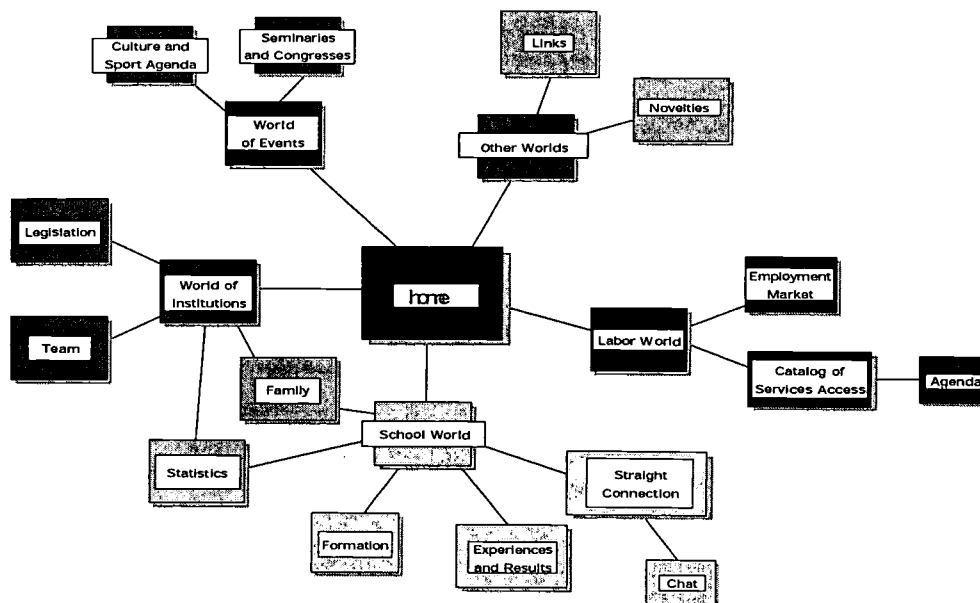 Culture and
Sport Agenda
Seminaries
and Congresses
Links
Novelties
World
of Events
Other Worlds
Legislation
World of
Institutions
home
Employment
Market
Team
Labor World
Family
Catalog of
Services Access
Agenda
School World
Statistics
Straight
Connection
Formation
Experiences
and Results
Chat